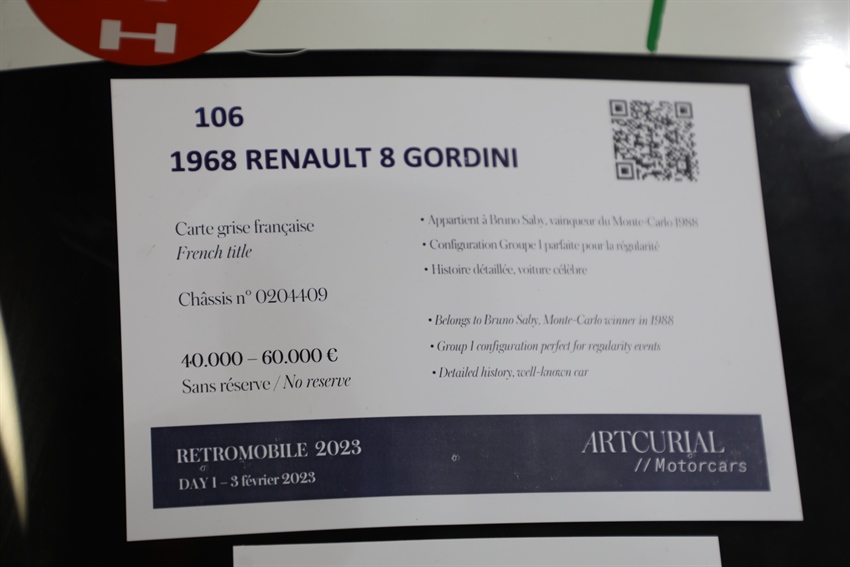 106
1968 RENAULT 8 GORDINI
Carte grise française
French title
Châssis n° 0204409
40.000 – 60.000 €
Sans réserve / No reserve
• Appartient à Bruno Saby, vainqueur du Monte-Carlo 1988
• Configuration Groupe 1 parfaite pour la régularité
• Histoire détaillée, voiture célèbre
• Belongs to Bruno Saby, Monte-Carlo winner in 1988
• Group 1 configuration perfect for regularity events
• Detailed history, well-known car
RETROMOBILE 2023
DAY 1 – 3 février 2023
ARTCURIAL
//Motorcars